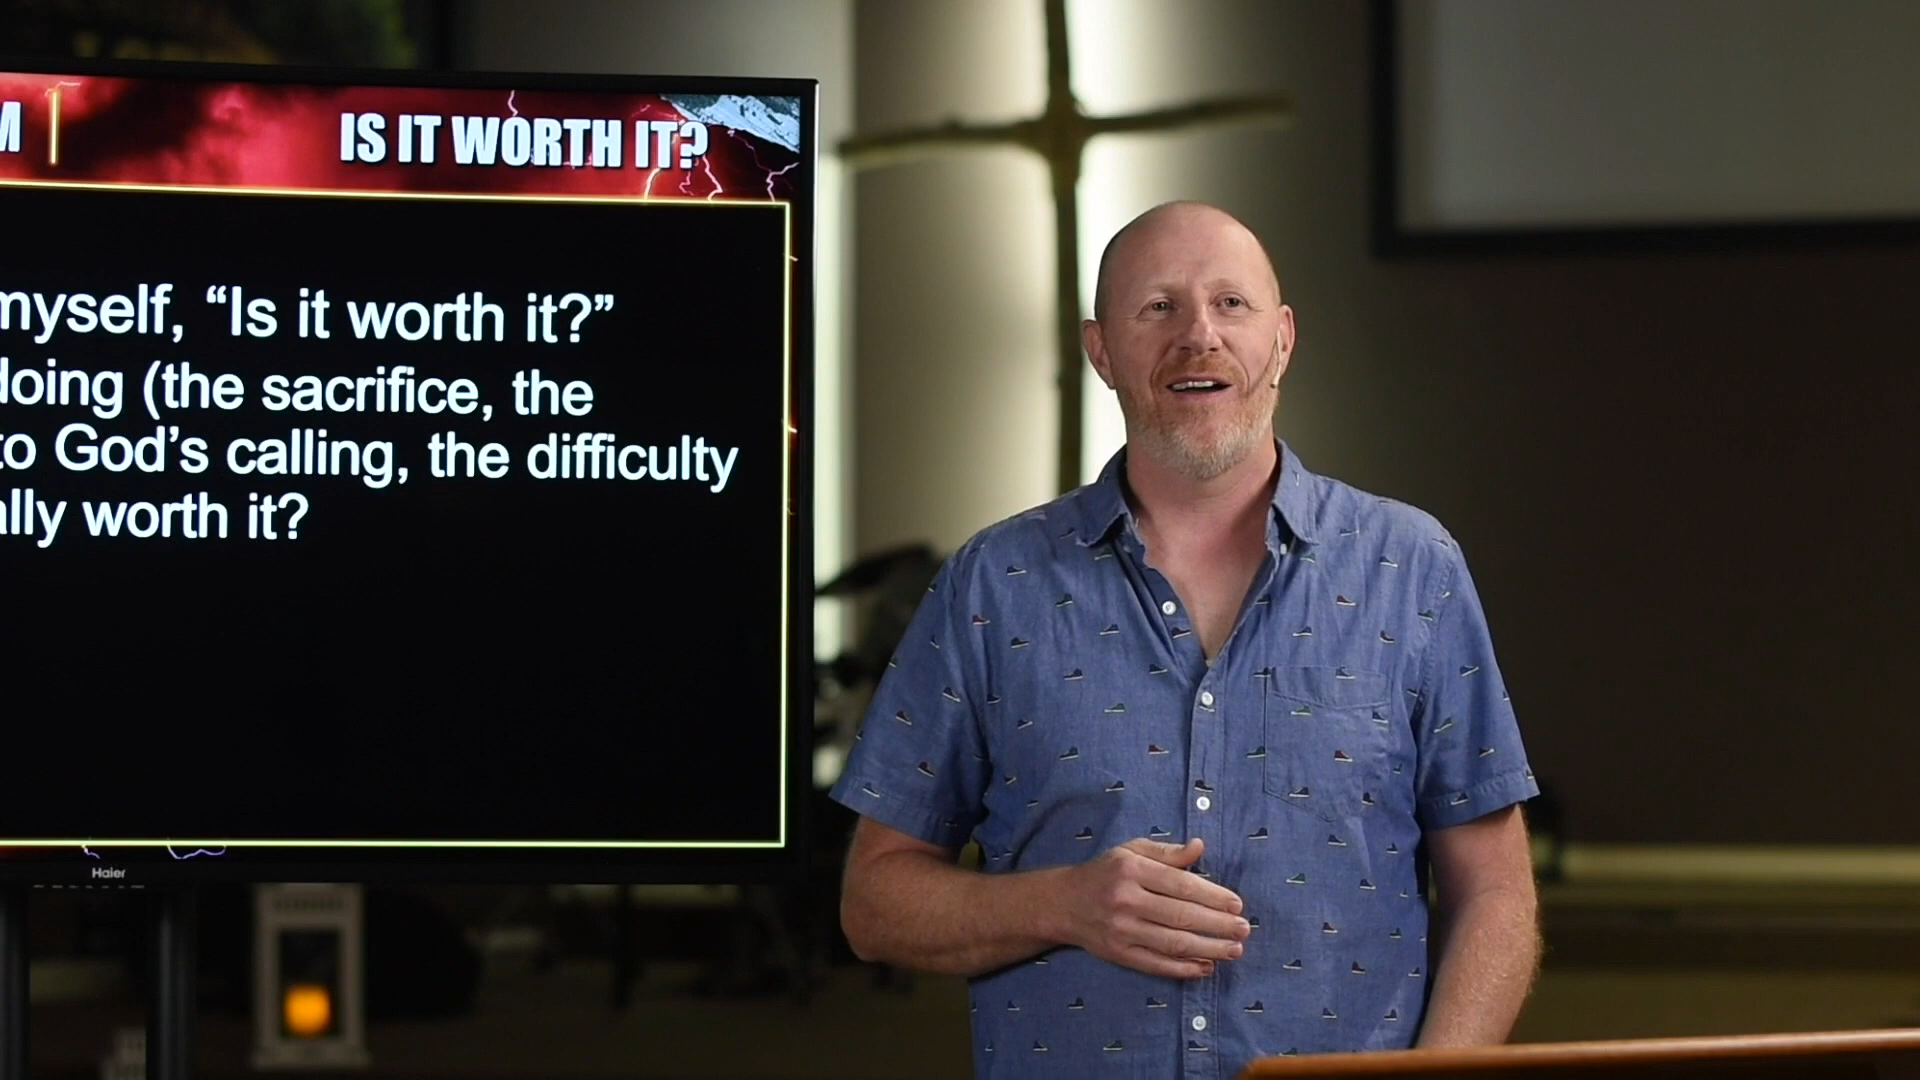 M
IS IT WORTH IT?
myself, “Is it worth it?”
doing (the sacrifice, the
to God’s calling, the difficulty
ally worth it?
Haier